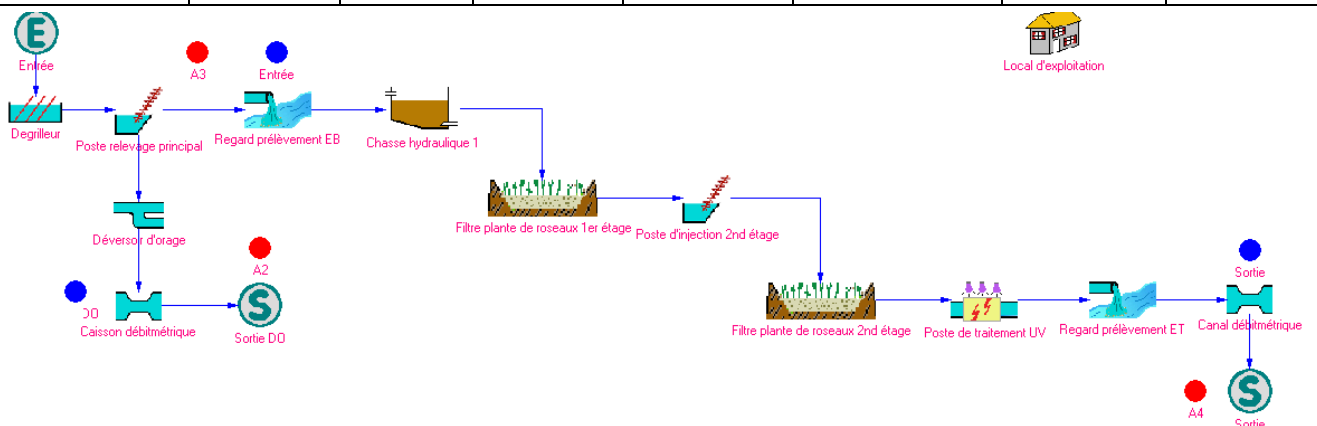 E
Entrée
A3
Entrée
Local d'exploitation
Degrilleur
Poste relevage principal
Regard prélèvement EB
Chasse hydraulique 1
Filtre plante de roseaux 1er étage
Poste d'injection 2nd étage
Déversoir d'orage
A2
Sortie
DO
S
Caisson débitmétrique
Sortie DO
Filtre plante de roseaux 2nd étage
Poste de traitement UV
Regard prélèvement ET
Canal débitmétrique
S
A4
Sortie